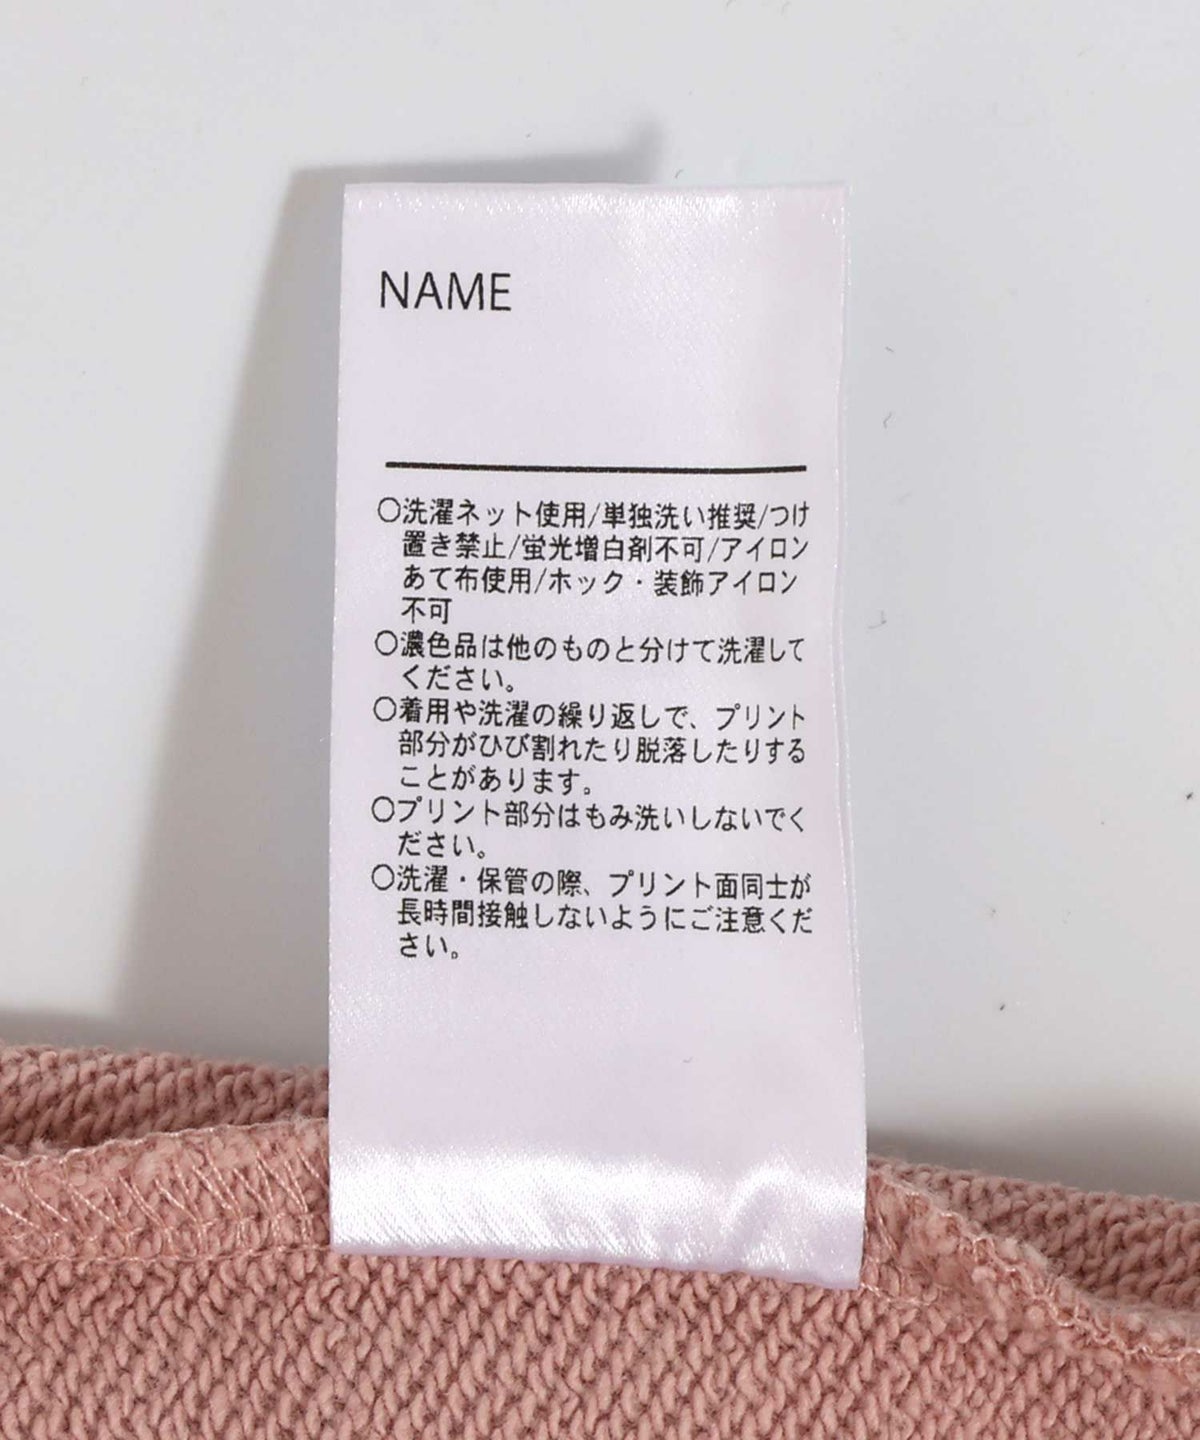 NAME
○洗濯ネット使用/単独洗い推奨/つけ
置き禁止/蛍光増白剤不可/アイロン
あて布使用/ホック・装飾アイロン
不可
○濃色品は他のものと分けて洗濯して
ください。
○着用や洗濯の繰り返しで、プリント
部分がひび割れたり脱落したりする
ことがあります。
○プリント部分はもみ洗いしないでく
ださい。
○洗濯・保管の際、プリント面同士が
長時間接触しないようにご注意くだ
さい。